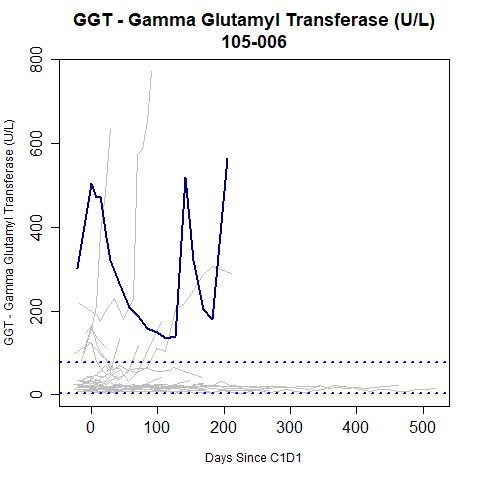 GGT - Gamma Glutamyl Transferase (U/L)
105-006
GGT - Gamma Glutamyl Transferase (U/L)
800
600
400
200
0
0 100 200 300 400 500
Days Since C1D1